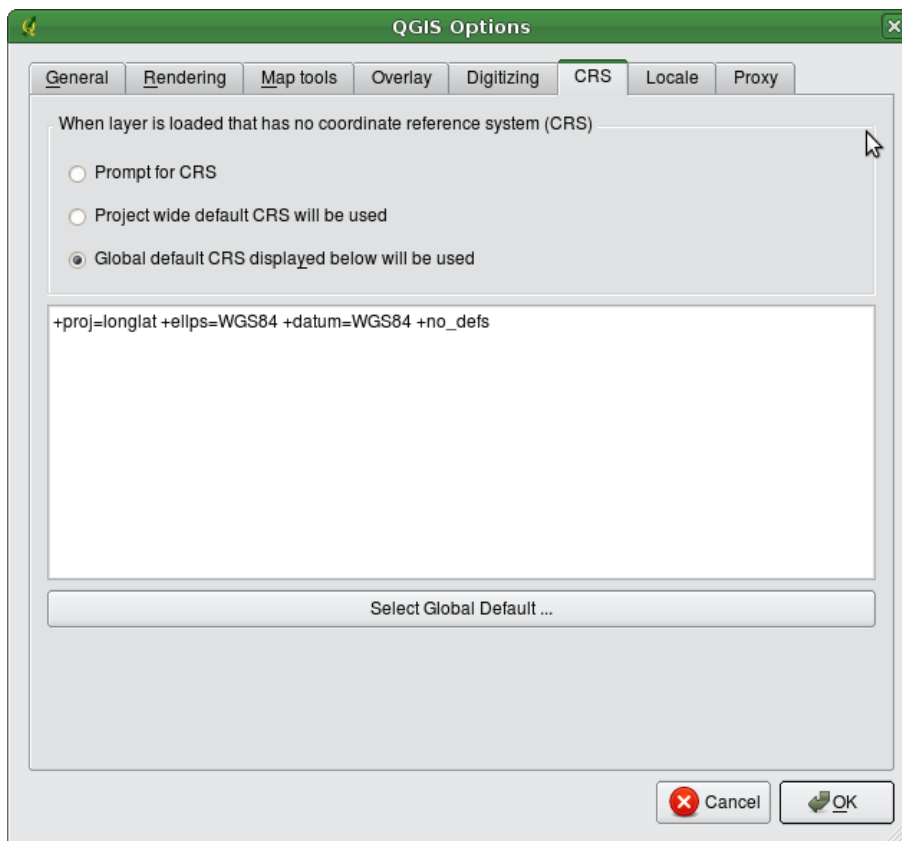 QGIS Options
General Rendering Map tools Overlay Digitizing CRS Locale Proxy
When layer is loaded that has no coordinate reference system (CRS)
Prompt for CRS
Project wide default CRS will be used
Global default CRS displayed below will be used
+proj=longlat +ellps=WGS84 +datum=WGS84 +no_defs
Select Global Default ...
Cancel OK